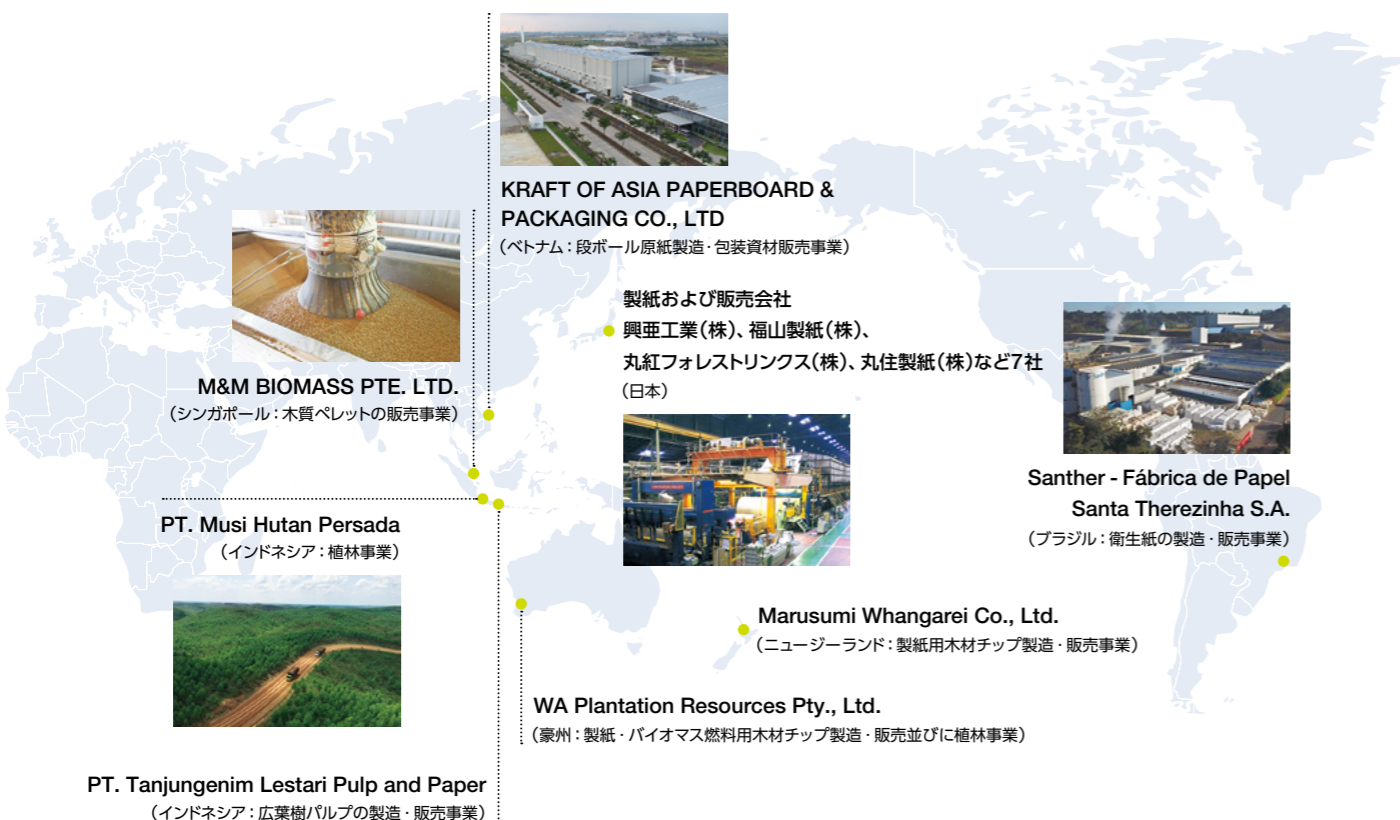 KRAFT OF ASIA PAPERBOARD &
PACKAGING CO., LTD
（ベトナム：段ボール原紙製造・包装資材販売事業）
製紙および販売会社
興亜工業（株）、福山製紙（株）、
丸紅フォレストリンクス（株）、丸住製紙（株）など7社
（日本）
M&M BIOMASS PTE. LTD.
（シンガポール：木質ペレットの販売事業）
Santher - Fábrica de Papel
Santa Therezinha S.A.
（ブラジル：衛生紙の製造・販売事業）
PT. Musi Hutan Persada
（インドネシア：植林事業）
Marusumi Whangarei Co., Ltd.
（ニュージーランド：製紙用木材チップ製造・販売事業）
WA Plantation Resources Pty., Ltd.
（豪州：製紙・バイオマス燃料用木材チップ製造・販売並びに植林事業）
PT. Tanjungenim Lestari Pulp and Paper
（インドネシア：広葉樹パルプの製造・販売事業）